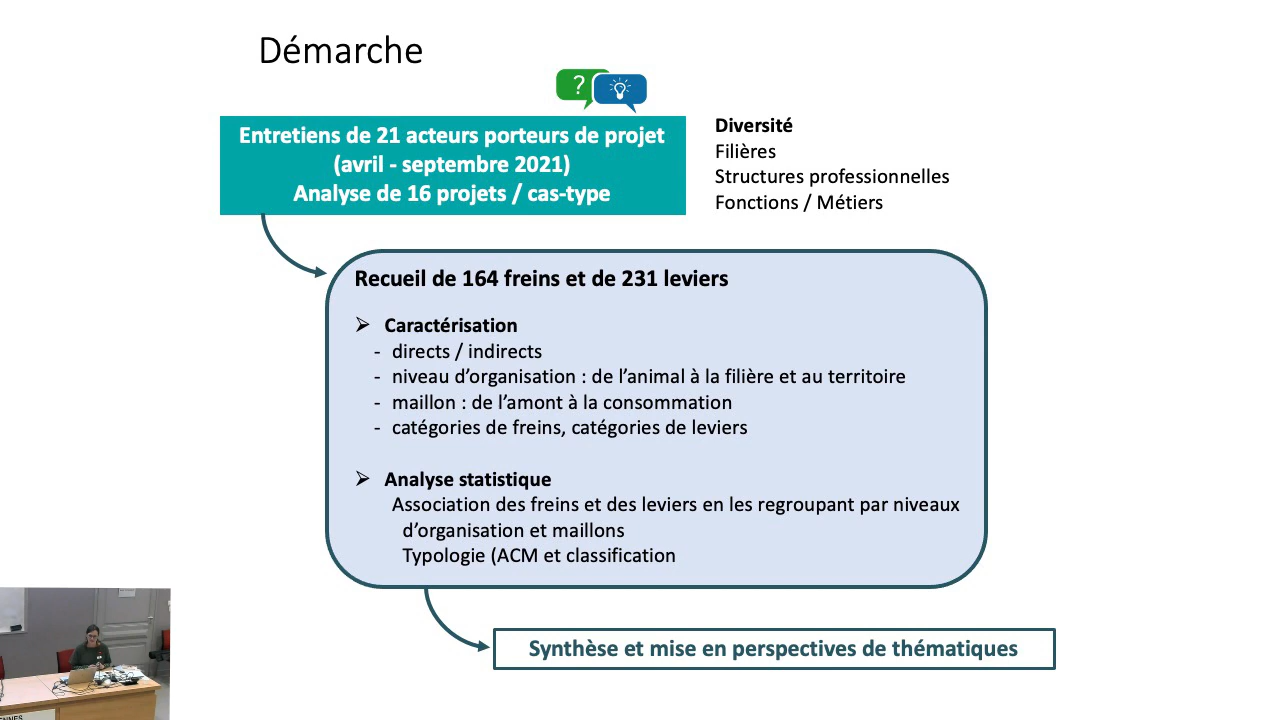 Démarche
?
Entretiens de 21 acteurs porteurs de projet
(avril - septembre 2021)
Analyse de 16 projets / cas-type
Diversité
Filières
Structures professionnelles
Fonctions / Métiers
Recueil de 164 freins et de 231 leviers
➢ Caractérisation
- directs / indirects
- niveau d’organisation : de l’animal à la filière et au territoire
- maillon : de l’amont à la consommation
- catégories de freins, catégories de leviers
➢ Analyse statistique
Association des freins et des leviers en les regroupant par niveaux
d’organisation et maillons
Typologie (ACM et classification
Synthèse et mise en perspectives de thématiques
ENNES